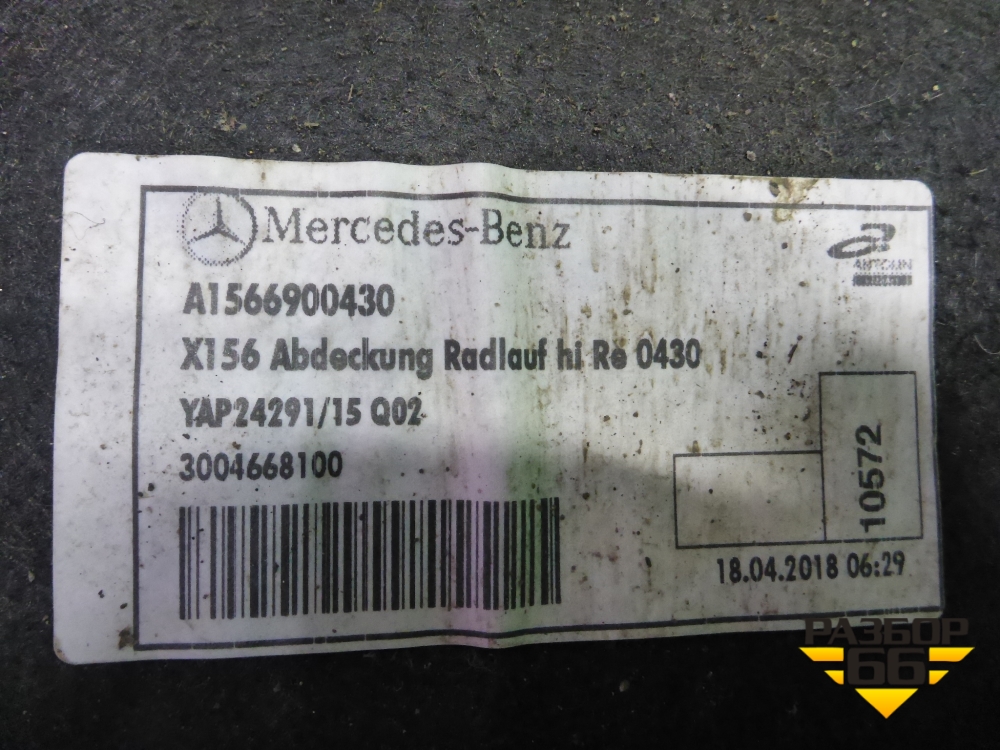 Mercedes-Benz
A1566900430
X156 Abdeckung Radlauf hi Re 0430
YAP24291/15 Q02
3004668100
10572
18.04.2018 06:29
РАЗБОР
66